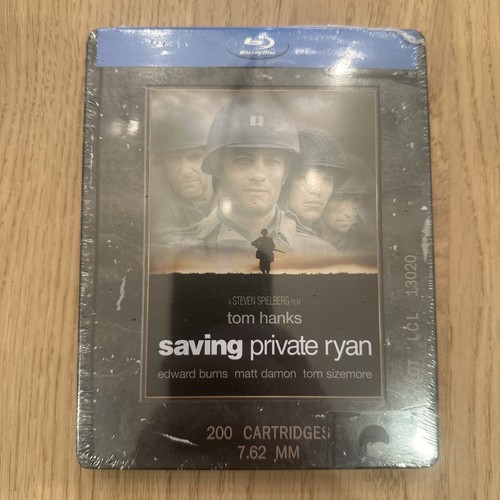 Blu-ray Disc
A STEVEN SPIELBERG FILM
tom hanks
saving private ryan
edward burns matt damon tom sizemore
LCL 13020
200 CARTRIDGES
7.62 MM